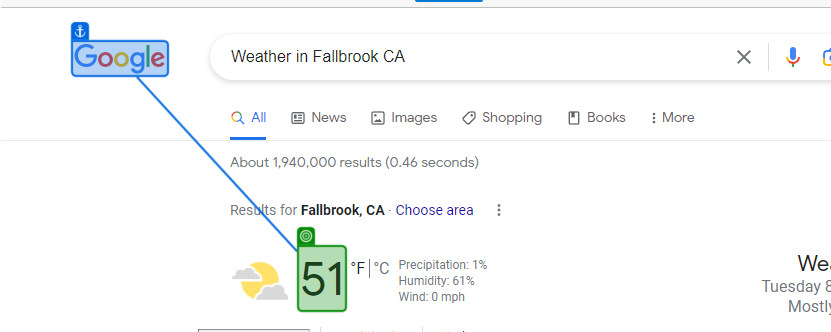 Google
Weather in Fallbrook CA
All News Images Shopping Books More
About 1,940,000 results (0.46 seconds)
Results for Fallbrook, CA · Choose area
51 °F | °C
Precipitation: 1%
Humidity: 61%
Wind: 0 mph
Tuesday 8
Mostly